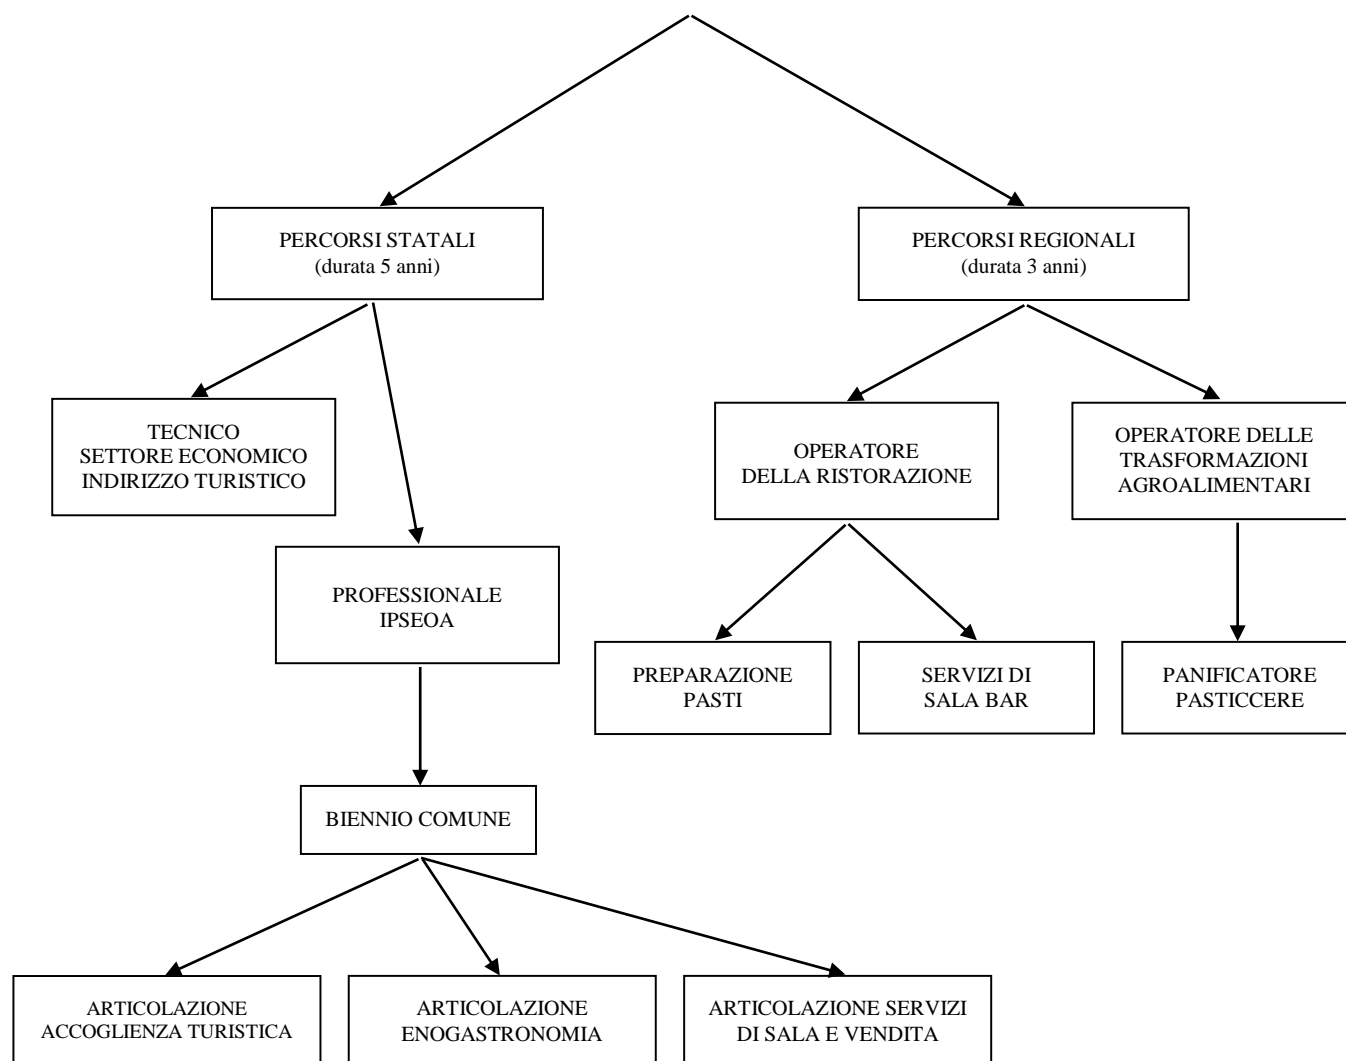 PERCORSI STATALI
(durata 5 anni)
PERCORSI REGIONALI
(durata 3 anni)
TECNICO
SETTORE ECONOMICO
INDIRIZZO TURISTICO
OPERATORE
DELLA RISTORAZIONE
OPERATORE DELLE
TRASFORMAZIONI
AGROALIMENTARI
PROFESSIONALE
IPSEOA
PREPARAZIONE
PASTI
SERVIZI DI
SALA BAR
PANIFICATORE
PASTICCERE
BIENNIO COMUNE
ARTICOLAZIONE
ACCOGLIENZA TURISTICA
ARTICOLAZIONE
ENOGASTRONOMIA
ARTICOLAZIONE SERVIZI
DI SALA E VENDITA